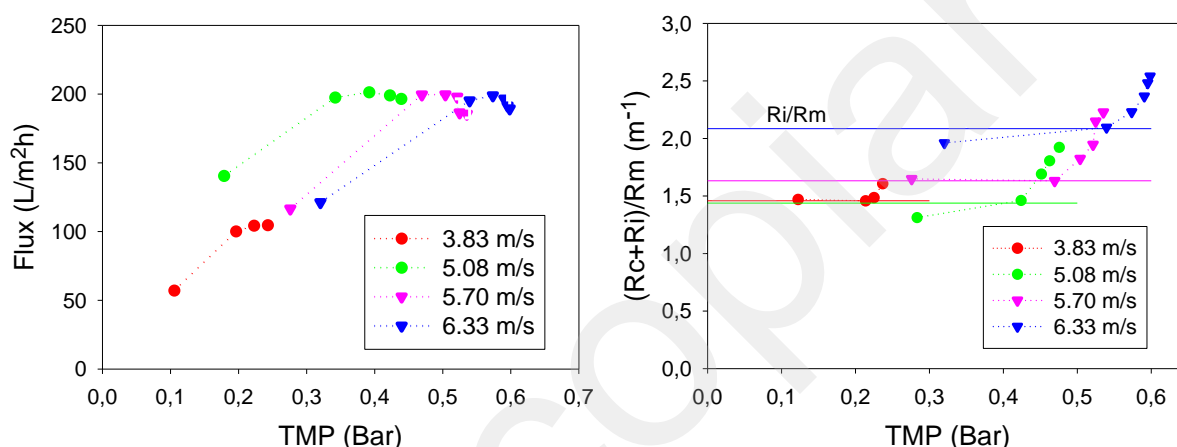 250
200
150
100
50
0
Flux (L/m²h)
0,0 0,1 0,2 0,3 0,4 0,5 0,6 0,7
TMP (Bar)
3.83 m/s
5.08 m/s
5.70 m/s
6.33 m/s
3,0
2,5
2,0
1,5
1,0
0,5
0,0
(Rc+Ri)/Rm (m⁻¹)
Ri/Rm
0,0 0,1 0,2 0,3 0,4 0,5 0,6
TMP (Bar)
3.83 m/s
5.08 m/s
5.70 m/s
6.33 m/s